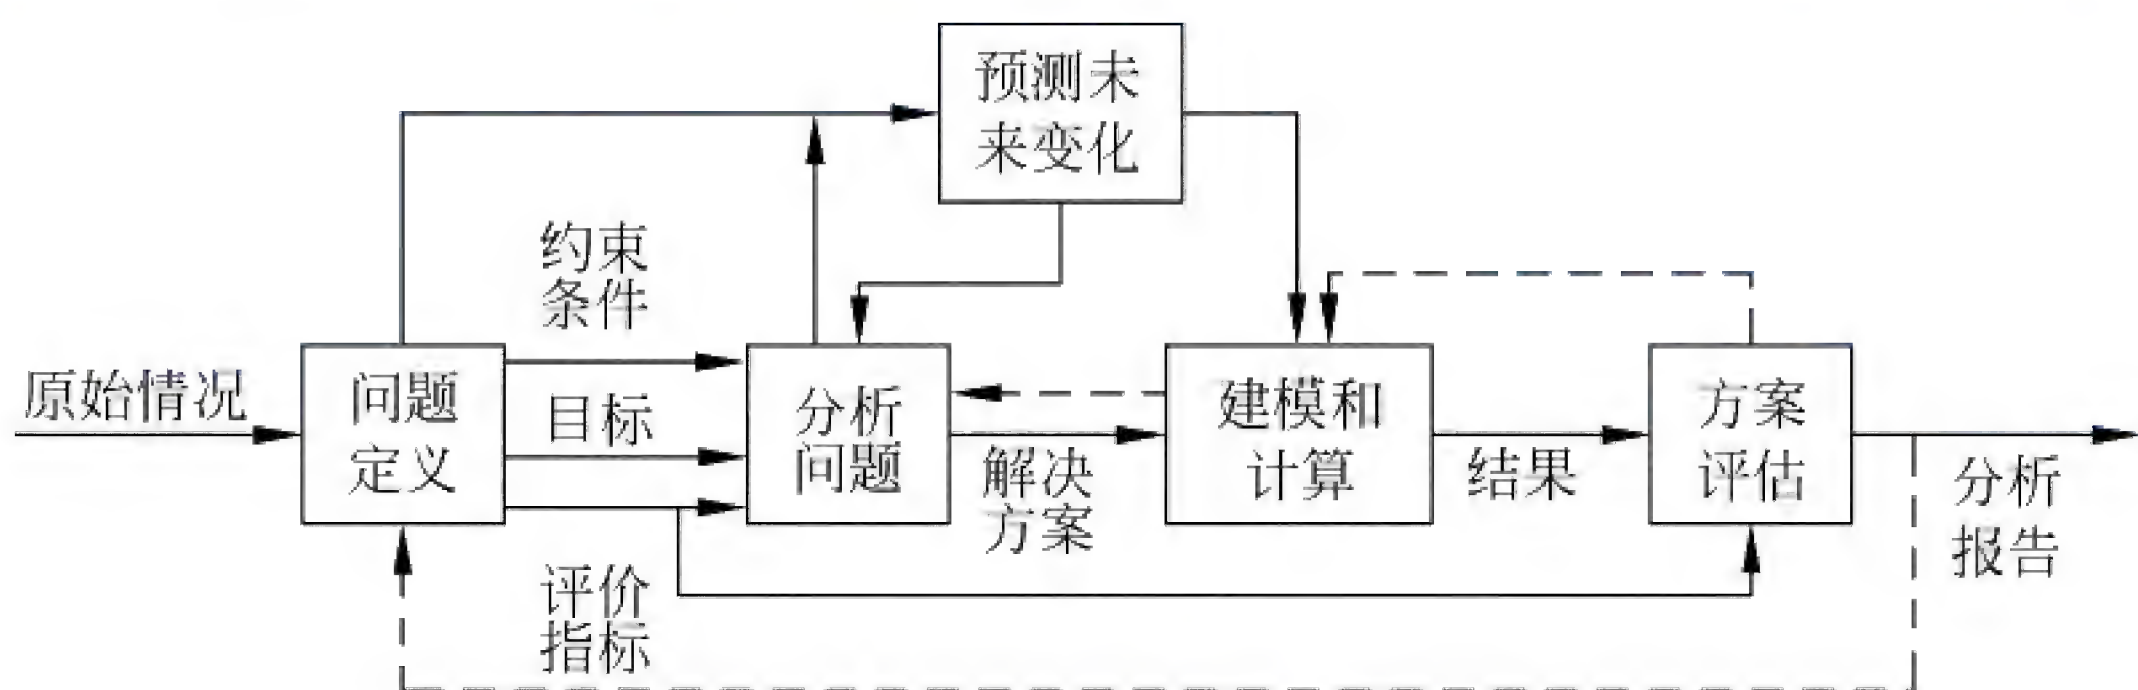 预测未
来变化
约束
条件
原始情况
问题
定义
目标
评价
指标
分析
问题
解决
方案
建模和
计算
结果
方案
评估
分析
报告